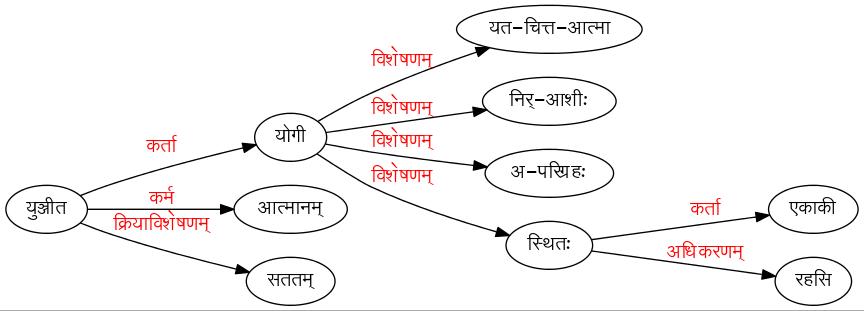 यत-चित्त-आत्मा
विशेषणम्
निर्-आशीः
विशेषणम्
योगी
विशेषणम्
कर्ता
अ-परिग्रहः
विशेषणम्
युञ्जीत
कर्म
आत्मानम्
क्रियाविशेषणम्
कर्ता
एकाकी
स्थितः
अधिकरणम्
सततम्
रहसि